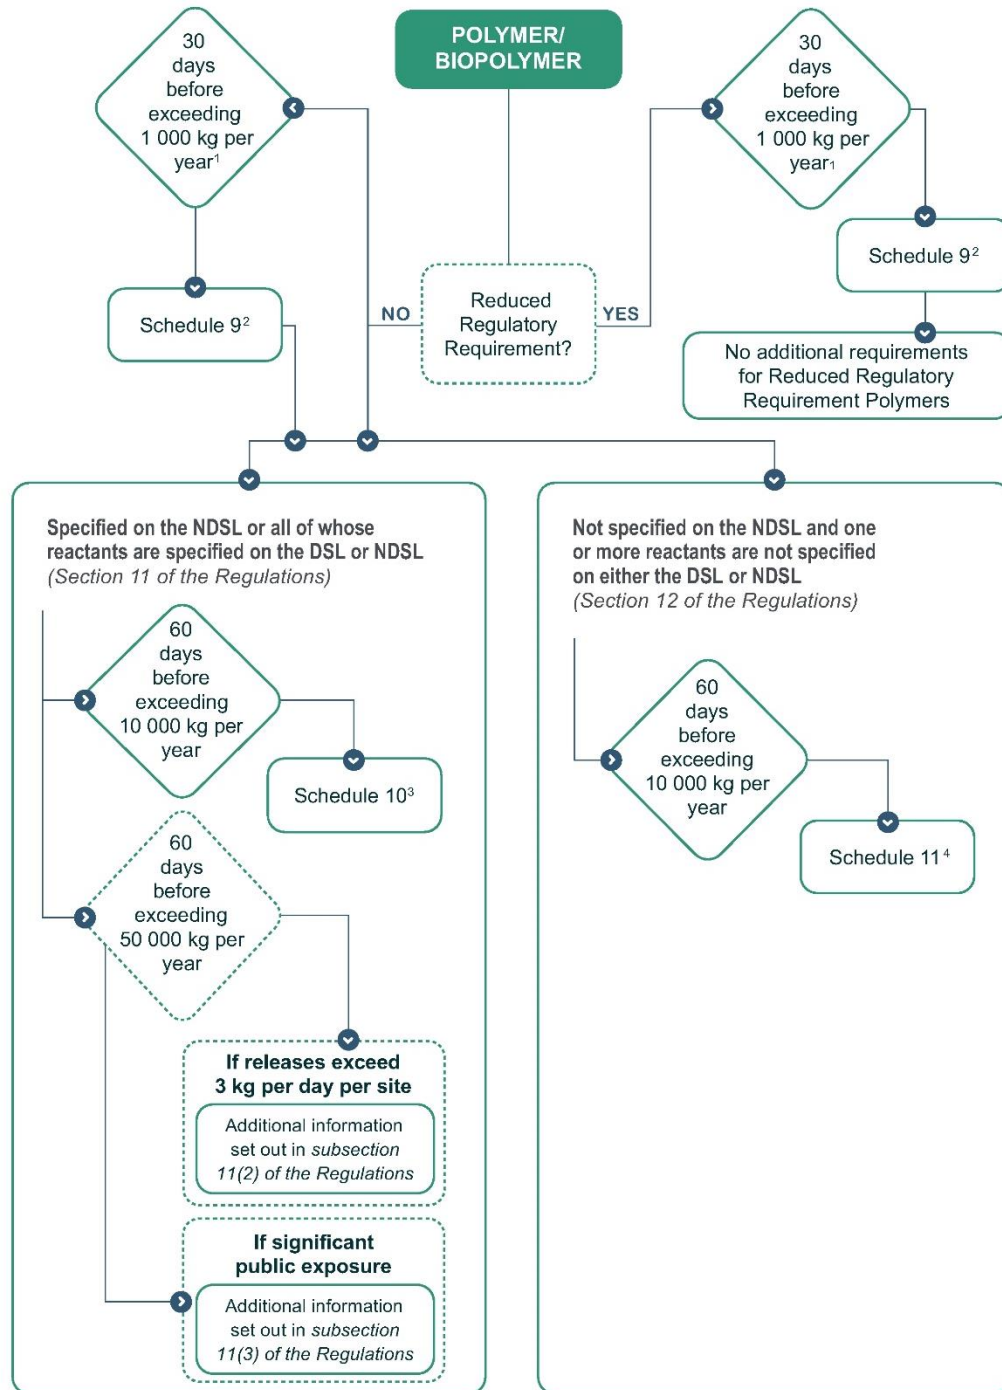 POLYMER/
BIOPOLYMER
30
days
before
exceeding
1 000 kg per
year¹
30
days
before
exceeding
1 000 kg per
year₁
Schedule 9²
Schedule 9²
NO
Reduced
Regulatory
Requirement?
YES
No additional requirements
for Reduced Regulatory
Requirement Polymers
Specified on the NDSL or all of whose
reactants are specified on the DSL or NDSL
(Section 11 of the Regulations)
60
days
before
exceeding
10 000 kg per
year
Schedule 10³
60
days
before
exceeding
50 000 kg per
year
If releases exceed
3 kg per day per site
Additional information
set out in subsection
11(2) of the Regulations
If significant
public exposure
Additional information
set out in subsection
11(3) of the Regulations
Not specified on the NDSL and one
or more reactants are not specified
on either the DSL or NDSL
(Section 12 of the Regulations)
60
days
before
exceeding
10 000 kg per
year
Schedule 11⁴